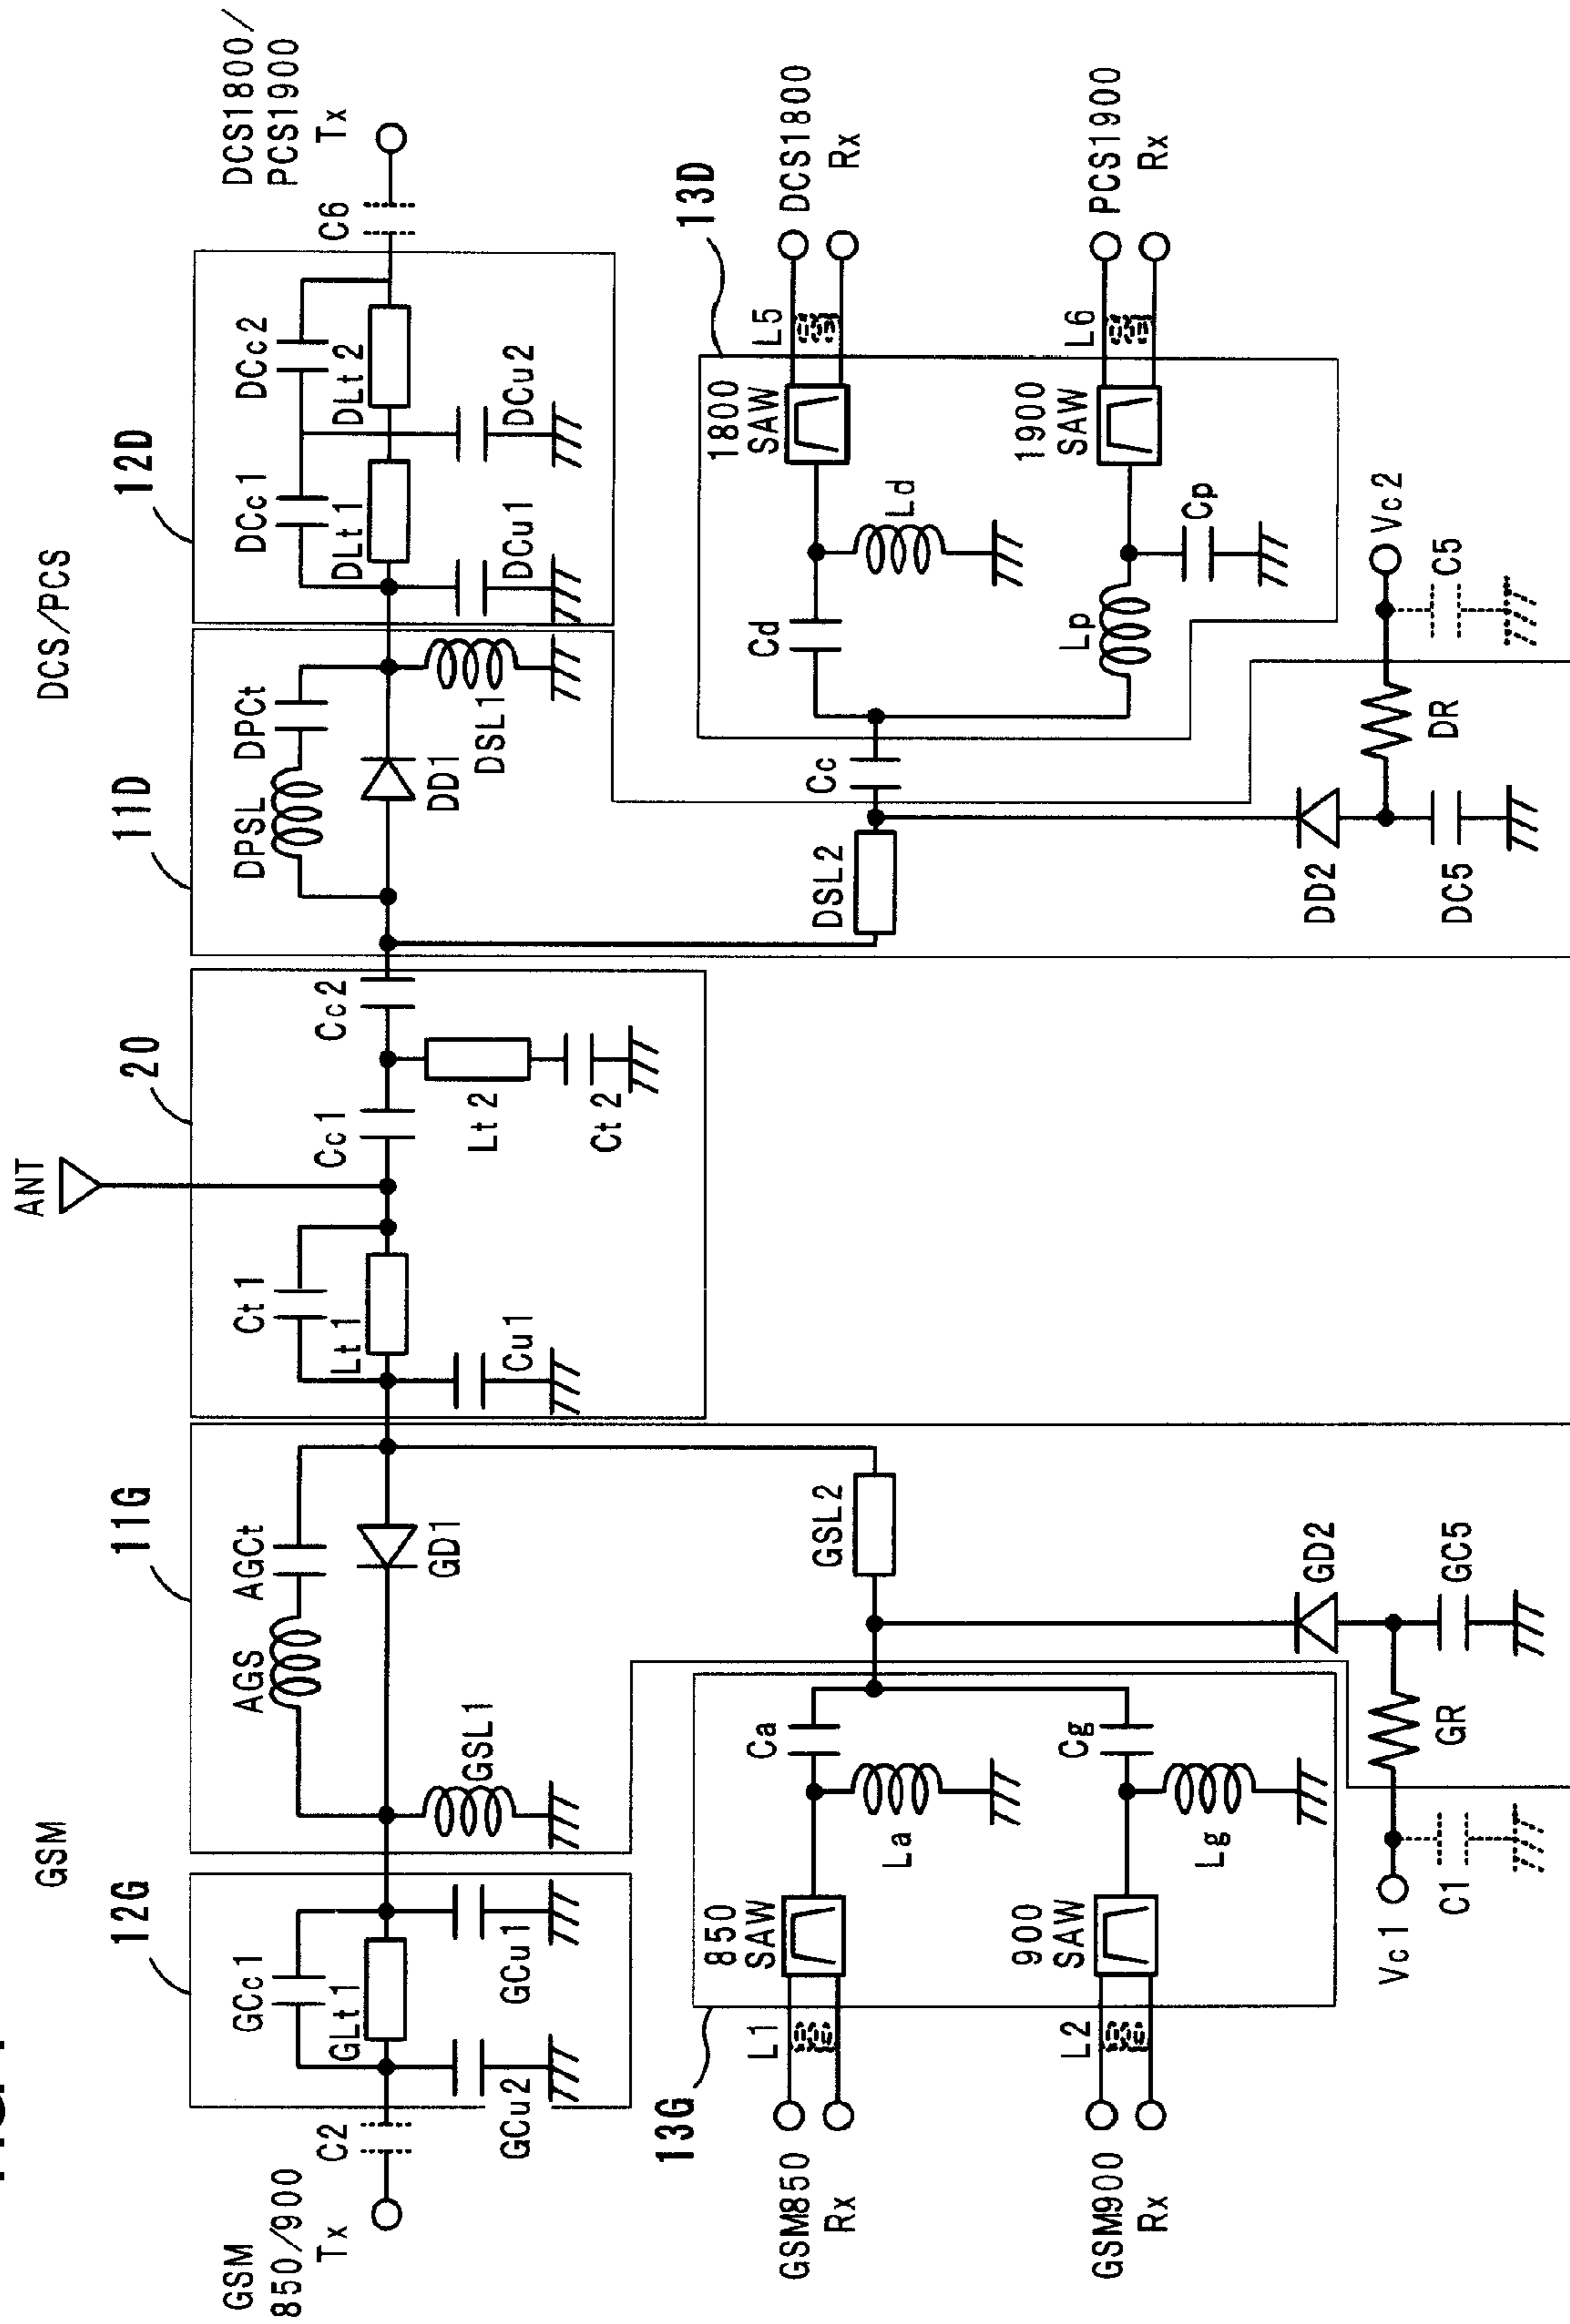 GSM
DCS/PCS
ANT
12G
11G
20
11D
12D
GSM
850/900
Tx
C2
GCc1
GLt1
GCu2
GCu1
AGS
AGCt
GD1
GSL1
Ct1
Lt1
Cu1
Cc1
Cc2
Lt2
Ct2
DPSL
DPCt
DD1
DSL1
DCc1
DLt1
DCu1
DCc2
DLt2
DCu2
C6
DCS1800/
PCS1900
Tx
13G
GSM850
Rx
L1
850
SAW
Ca
La
GSL2
GSM900
Rx
L2
900
SAW
Cg
Lg
Vc1
C1
GR
GD2
GC5
13D
DSL2
Cc
Cd
Ld
1800
SAW
L5
DCS1800
Rx
Lp
Cp
1900
SAW
L6
PCS1900
Rx
DD2
DC5
DR
Vc2
C5